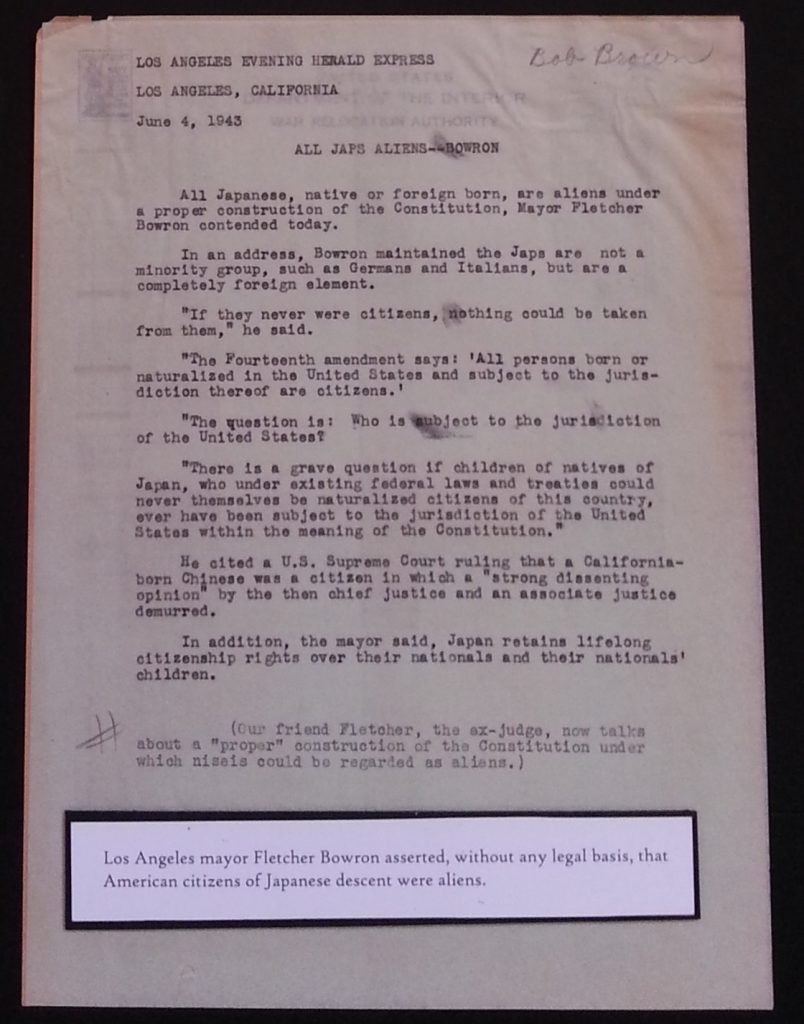 Bob Brown
LOS ANGELES EVENING HERALD EXPRESS
UNITED STATES
LOS ANGELES, CALIFORNIA
DEPARTMENT OF THE INTERIOR
June 4, 1943
WAR RELOCATION AUTHORITY
ALL JAPS ALIENS--BOWRON
All Japanese, native or foreign born, are aliens under
a proper construction of the Constitution, Mayor Fletcher
Bowron contended today.
In an address, Bowron maintained the Japs are not a
minority group, such as Germans and Italians, but are a
completely foreign element.
"If they never were citizens, nothing could be taken
from them," he said.
"The Fourteenth amendment says: 'All persons born or
naturalized in the United States and subject to the juris-
diction thereof are citizens.'
"The question is: Who is subject to the jurisdiction
of the United States?
"There is a grave question if children of natives of
Japan, who under existing federal laws and treaties could
never themselves be naturalized citizens of this country,
ever have been subject to the jurisdiction of the United
States within the meaning of the Constitution."
He cited a U.S. Supreme Court ruling that a California-
born Chinese was a citizen in which a "strong dissenting
opinion" by the then chief justice and an associate justice
demurred.
In addition, the mayor said, Japan retains lifelong
citizenship rights over their nationals and their nationals'
children.
# (Our friend Fletcher, the ex-judge, now talks
about a "proper" construction of the Constitution under
which niseis could be regarded as aliens.)
Los Angeles mayor Fletcher Bowron asserted, without any legal basis, that
American citizens of Japanese descent were aliens.